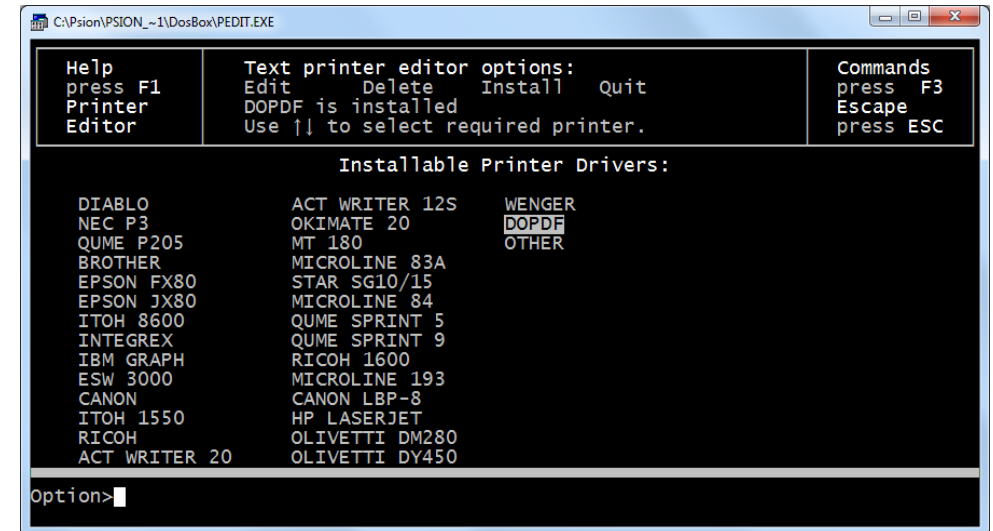 C:\Psion\PSION_~1\DosBox\PEDIT.EXE
Help Text printer editor options: Commands
press F1 Edit Delete Install Quit press F3
Printer DOPDF is installed Escape
Editor Use ↑↓ to select required printer. press ESC
Installable Printer Drivers:
DIABLO ACT WRITER 12S WENGER
NEC P3 OKIMATE 20 DOPDF
QUME P205 MT 180 OTHER
BROTHER MICROLINE 83A
EPSON FX80 STAR SG10/15
EPSON JX80 MICROLINE 84
ITOH 8600 QUME SPRINT 5
INTEGREX QUME SPRINT 9
IBM GRAPH RICOH 1600
ESW 3000 MICROLINE 193
CANON CANON LBP-8
ITOH 1550 HP LASERJET
RICOH OLIVETTI DM280
ACT WRITER 20 OLIVETTI DY450
Option>